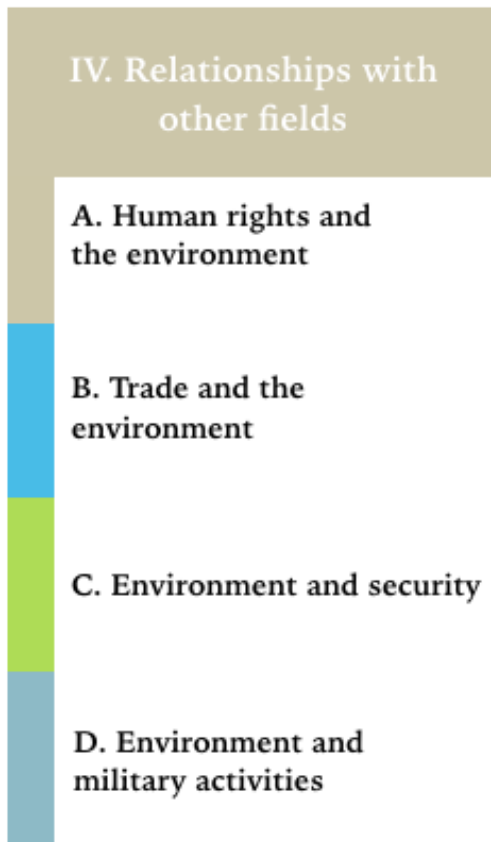 IV. Relationships with
other fields
A. Human rights and
the environment
B. Trade and the
environment
C. Environment and security
D. Environment and
military activities